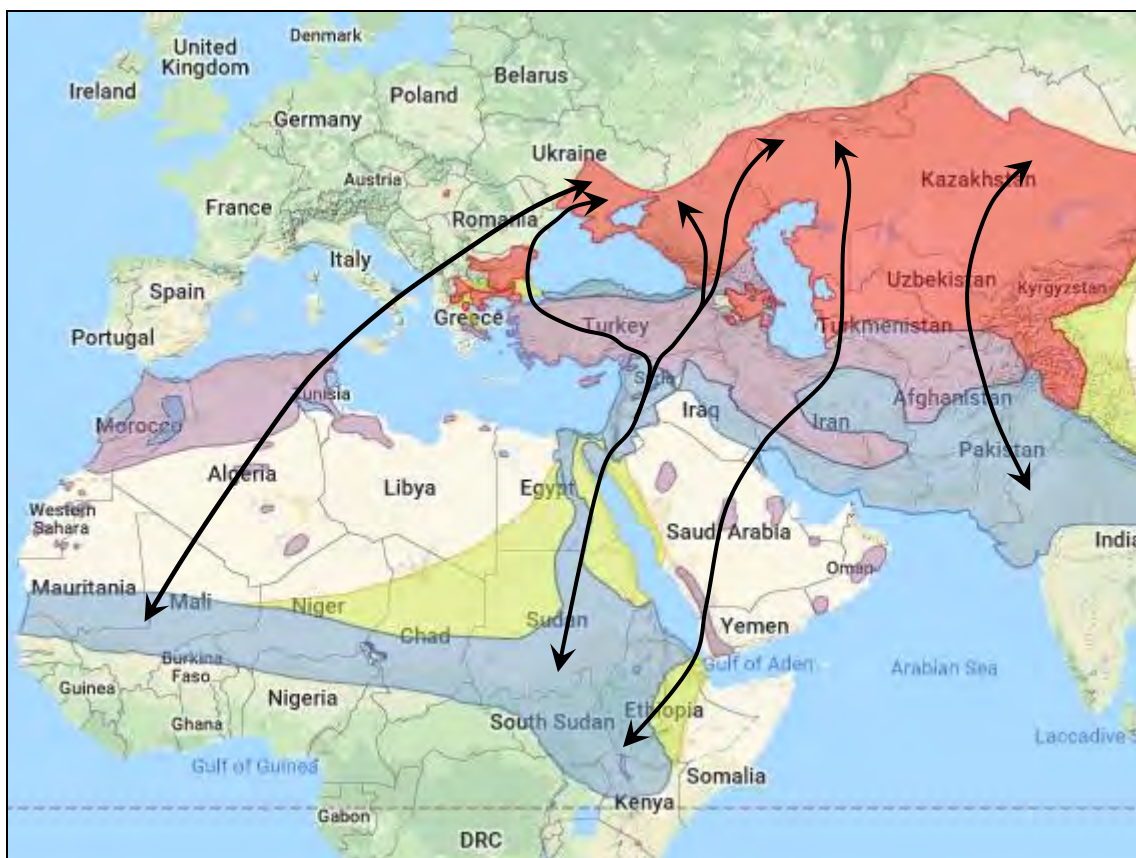 Denmark
United
Kingdom
Ireland
Belarus
Poland
Germany
Ukraine
Austria
Kazakhstan
France
Romania
Italy
Uzbekistan
Kyrgyzstan
Spain
Portugal
Greece
Turkey
Turkmenistan
Syria
Tunisia
Afghanistan
Iraq
Iran
Morocco
Pakistan
Algeria
Libya
Egypt
Western
Sahara
Saudi Arabia
India
Oman
Mauritania
Mali
Niger
Sudan
Chad
Yemen
Burkina
Faso
Gulf of Aden
Arabian Sea
Guinea
Nigeria
Ethiopia
Ghana
South Sudan
Laccadive S
Gulf of Guinea
Somalia
Kenya
Gabon
DRC